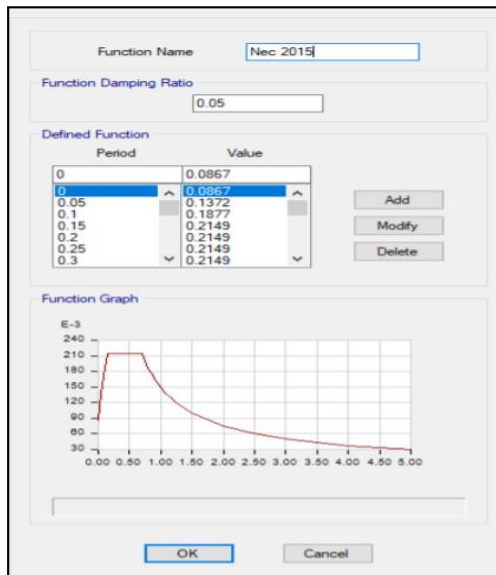 Function Name Nec 2015
Function Damping Ratio
0.05
Defined Function
Period Value
0 0.0867
0 0.0867
0.05 0.1372
0.1 0.1877
0.15 0.2149
0.2 0.2149
0.25 0.2149
0.3 0.2149
Add
Modify
Delete
Function Graph
E-3
240
210
180
150
120
90
60
30
0.00 0.50 1.00 1.50 2.00 2.50 3.00 3.50 4.00 4.50 5.00
OK Cancel